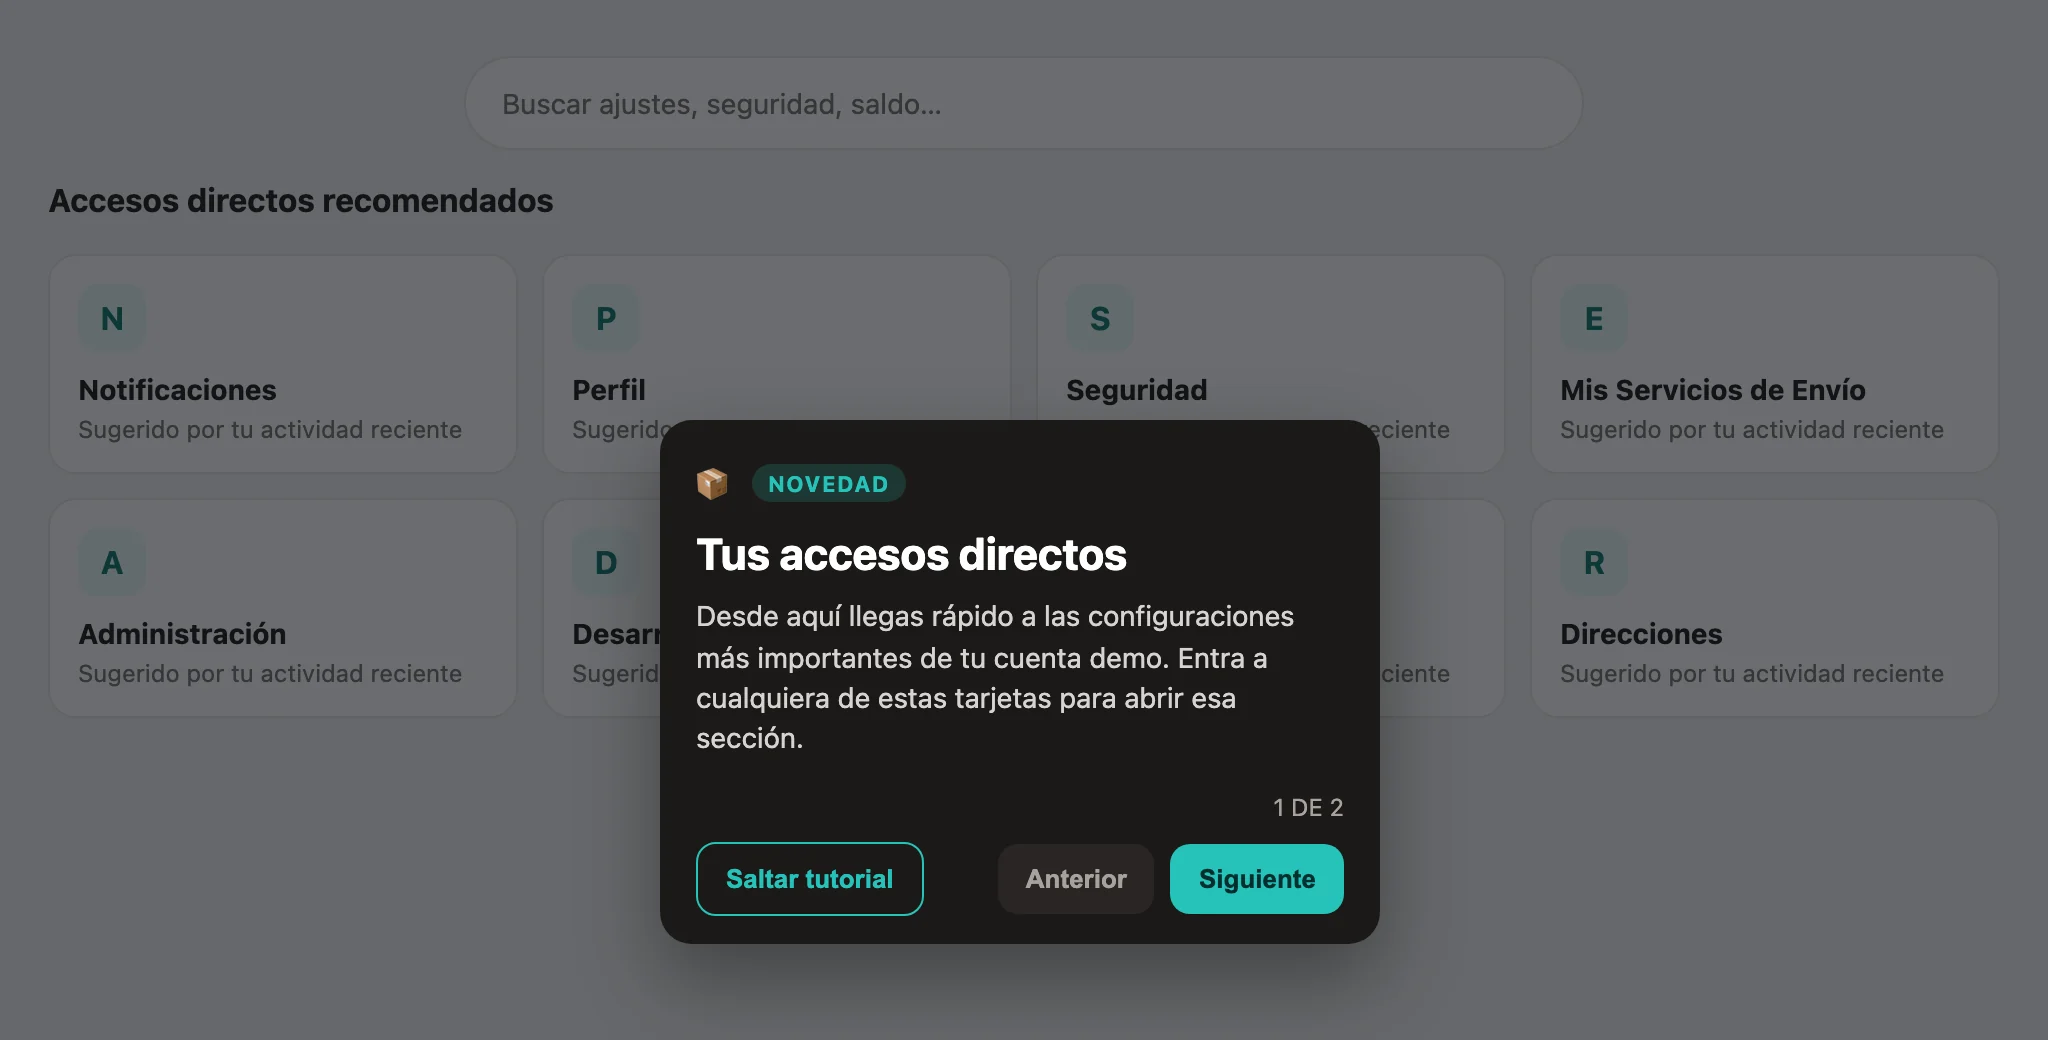 Buscar ajustes, seguridad, saldo...
Accesos directos recomendados
N
Notificaciones
Sugerido por tu actividad reciente
P
Perfil
S
Seguridad
E
Mis Servicios de Envío
Sugerido por tu actividad reciente
A
Administración
Sugerido por tu actividad reciente
D
R
Direcciones
Sugerido por tu actividad reciente
NOVEDAD
Tus accesos directos
Desde aquí llegas rápido a las configuraciones
más importantes de tu cuenta demo. Entra a
cualquiera de estas tarjetas para abrir esa
sección.
1 DE 2
Saltar tutorial
Anterior
Siguiente